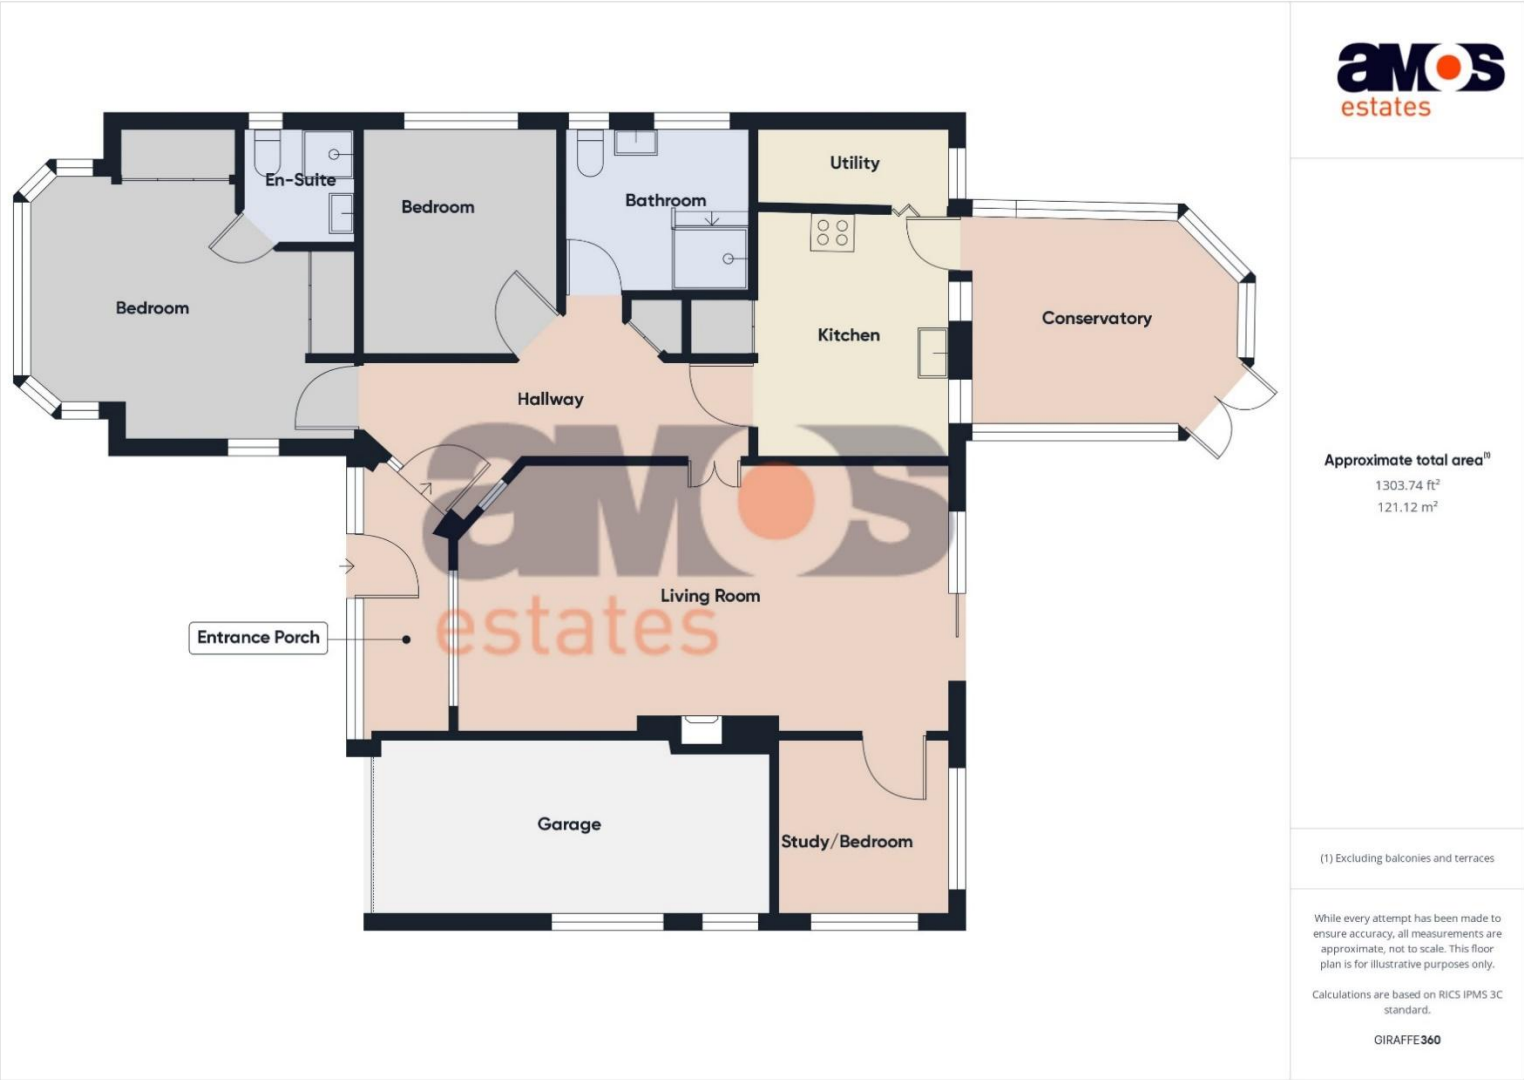 amos
estates
En-Suite
Bedroom
Bathroom
Utility
Bedroom
Kitchen
Conservatory
Hallway
amos
estates
Living Room
Entrance Porch
Garage
Study/Bedroom
Approximate total area⁽¹⁾
1303.74 ft²
121.12 m²
(1) Excluding balconies and terraces
While every attempt has been made to
ensure accuracy, all measurements are
approximate, not to scale. This floor
plan is for illustrative purposes only.
Calculations are based on RICS IPMS 3C
standard.
GIRAFFE360